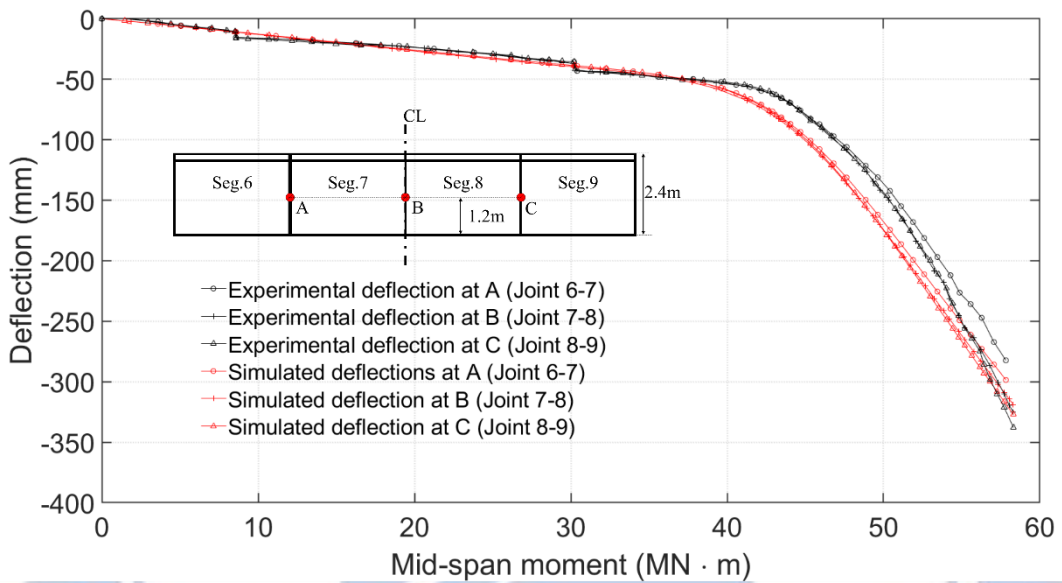 0
-50
-100
-150
-200
-250
-300
-350
-400
Deflection (mm)
CL
Seg.6 Seg.7 Seg.8 Seg.9
2.4m
A B C
1.2m
Experimental deflection at A (Joint 6-7)
Experimental deflection at B (Joint 7-8)
Experimental deflection at C (Joint 8-9)
Simulated deflections at A (Joint 6-7)
Simulated deflection at B (Joint 7-8)
Simulated deflection at C (Joint 8-9)
0 10 20 30 40 50 60
Mid-span moment (MN · m)